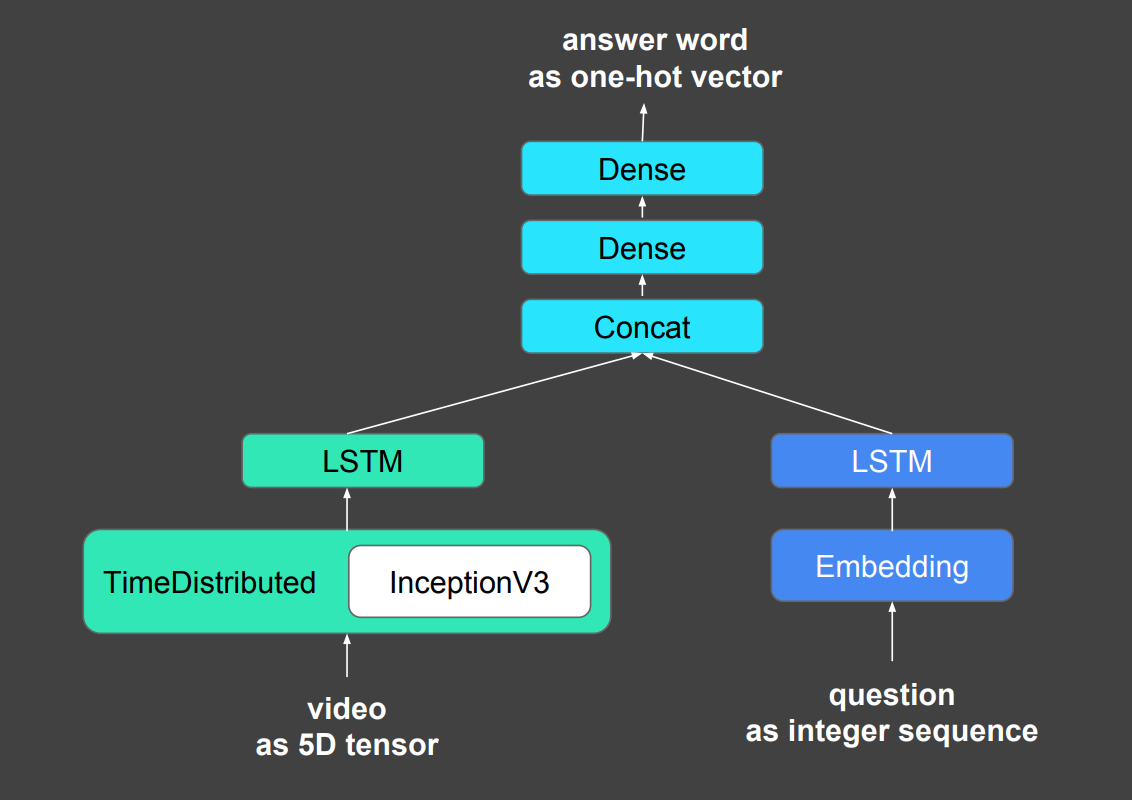 answer word
as one-hot vector
Dense
Dense
Concat
LSTM
LSTM
TimeDistributed
InceptionV3
Embedding
video
as 5D tensor
question
as integer sequence